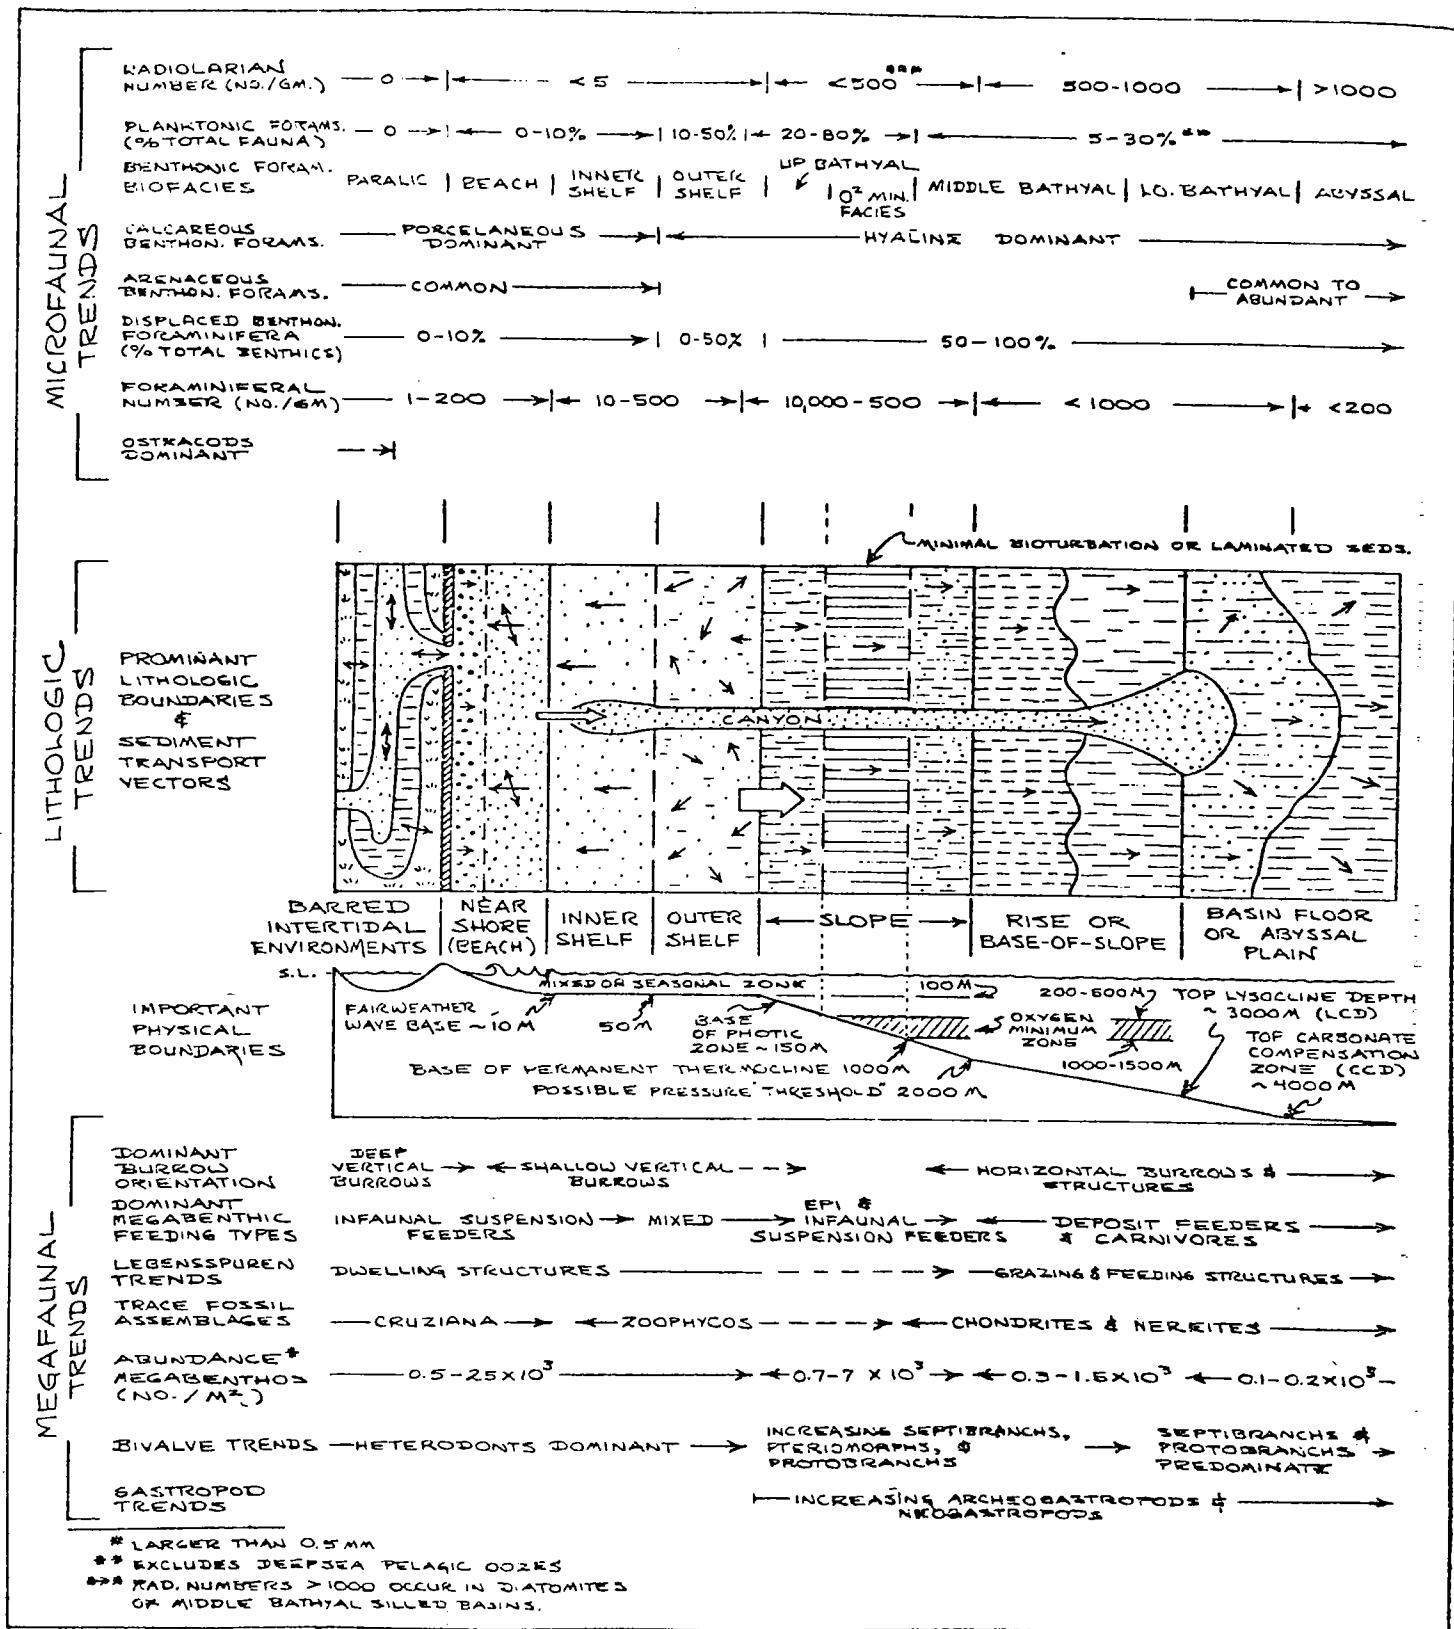 MICROFAUNAL TRENDS
RADIOLARIAN NUMBER (NO./GM.) 0 <5 <500*** 500-1000 >1000
PLANKTONIC FORAMS. (% TOTAL FAUNA) 0 0-10% 10-50% 20-80% 5-30%**
BENTHONIC FORAM. BIOFACIES PARALIC BEACH INNER SHELF OUTER SHELF UP BATHYAL O² MIN. FACIES MIDDLE BATHYAL LO. BATHYAL ABYSSAL
CALCAREOUS BENTHON. FORAMS. PORCELANEOUS DOMINANT HYALINE DOMINANT
ARENACEOUS BENTHON. FORAMS. COMMON COMMON TO ABUNDANT
DISPLACED BENTHON. FORAMINIFERA (% TOTAL BENTHICS) 0-10% 0-50% 50-100%
FORAMINIFERAL NUMBER (NO./GM) 1-200 10-500 10,000-500 <1000 <200
OSTRACODS DOMINANT
MINIMAL BIOTURBATION OR LAMINATED SEDS.
LITHOLOGIC TRENDS
PROMINANT
LITHOLOGIC
BOUNDARIES
&
SEDIMENT
TRANSPORT
VECTORS
CANYON
BARRED INTERTIDAL ENVIRONMENTS
NEAR SHORE (BEACH)
INNER SHELF
OUTER SHELF
SLOPE
RISE OR BASE-OF-SLOPE
BASIN FLOOR OR ABYSSAL PLAIN
S.L.
IMPORTANT
PHYSICAL
BOUNDARIES
MIXED OR SEASONAL ZONE 100M
FAIRWEATHER WAVE BASE ~10M
50M
BASE OF PHOTIC ZONE ~150M
OXYGEN MINIMUM ZONE
200-600M
1000-1500M
TOP LYSOCLINE DEPTH ~3000M (LCD)
TOP CARBONATE COMPENSATION ZONE (CCD) ~4000M
BASE OF PERMANENT THERMOCLINE 1000M
POSSIBLE PRESSURE "THRESHOLD" 2000M
MEGAFAUNAL TRENDS
DOMINANT BURROW ORIENTATION DEEP VERTICAL BURROWS SHALLOW VERTICAL BURROWS HORIZONTAL BURROWS & STRUCTURES
DOMINANT MEGABENTHIC FEEDING TYPES INFAUNAL SUSPENSION FEEDERS MIXED EPI & INFAUNAL SUSPENSION FEEDERS DEPOSIT FEEDERS & CARNIVORES
LEBENSSPUREN TRENDS DWELLING STRUCTURES GRAZING & FEEDING STRUCTURES
TRACE FOSSIL ASSEMBLAGES CRUZIANA ZOOPHYCOS CHONDRITES & NEREITES
ABUNDANCE* MEGABENTHOS (NO./M²) 0.5-25×10³ 0.7-7 ×10³ 0.3-1.5×10³ 0.1-0.2×10³
BIVALVE TRENDS HETERODONTS DOMINANT INCREASING SEPTIBRANCHS, PTERIOMORPHS, & PROTOBRANCHS SEPTIBRANCHS & PROTOBRANCHS PREDOMINATE
GASTROPOD TRENDS INCREASING ARCHEOGASTROPODS & NEOGASTROPODS
* LARGER THAN 0.5 MM
** EXCLUDES DEEPSEA PELAGIC OOZES
*** RAD. NUMBERS >1000 OCCUR IN DIATOMITES
OF MIDDLE BATHYAL SILLED BASINS.